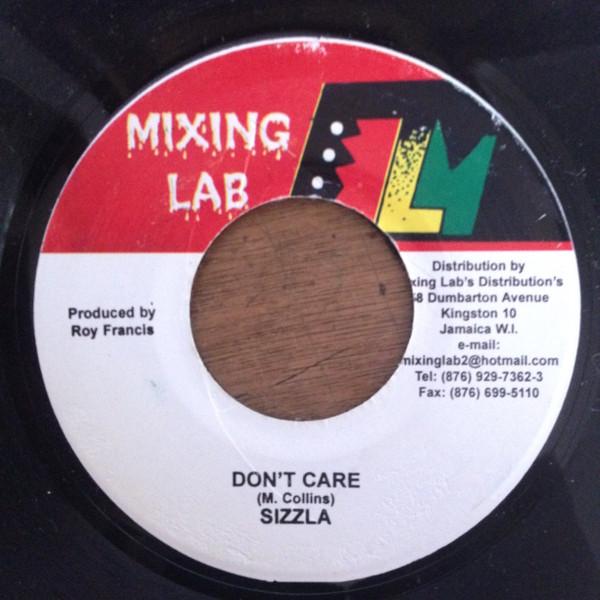 MIXING
LAB
Produced by
Roy Francis
Distribution by
xing Lab's Distribution's
8 Dumbarton Avenue
Kingston 10
Jamaica W.I.
e-mail:
mixinglab2@hotmail.com
Tel: (876) 929-7362-3
Fax: (876) 699-5110
DON'T CARE
(M. Collins)
SIZZLA